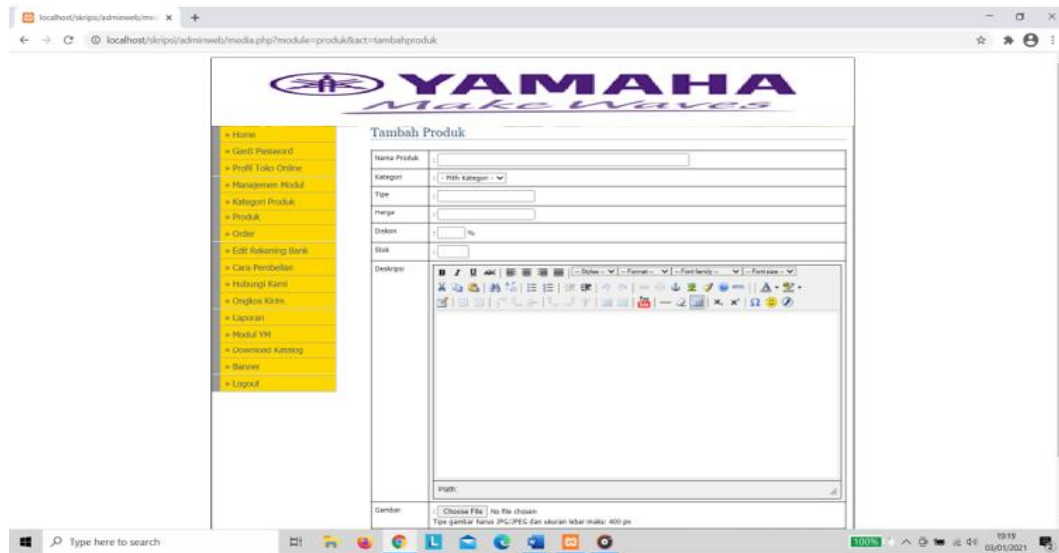 localhost/skripsi/adminweb/med
localhost/skripsi/adminweb/media.php?module=produk&act=tambahproduk
YAMAHA
Make Waves
» Home
» Ganti Password
» Profil Toko Online
» Manajemen Modul
» Kategori Produk
» Produk
» Order
» Edit Rekening Bank
» Cara Pembelian
» Hubungi Kami
» Ongkos Kirim
» Laporan
» Modul YM
» Download Katalog
» Banner
» Logout
Tambah Produk
Nama Produk :
Kategori : - Pilih Kategori -
Tipe :
Harga :
Diskon : %
Stok :
Deskripsi
B I U ABC -- Styles -- -- Format -- -- Font family -- -- Font size --
Path:
Gambar : Choose File No file chosen
Tipe gambar harus JPG/JPEG dan ukuran lebar maks: 400 px
Type here to search
100%
19:19
03/01/2021